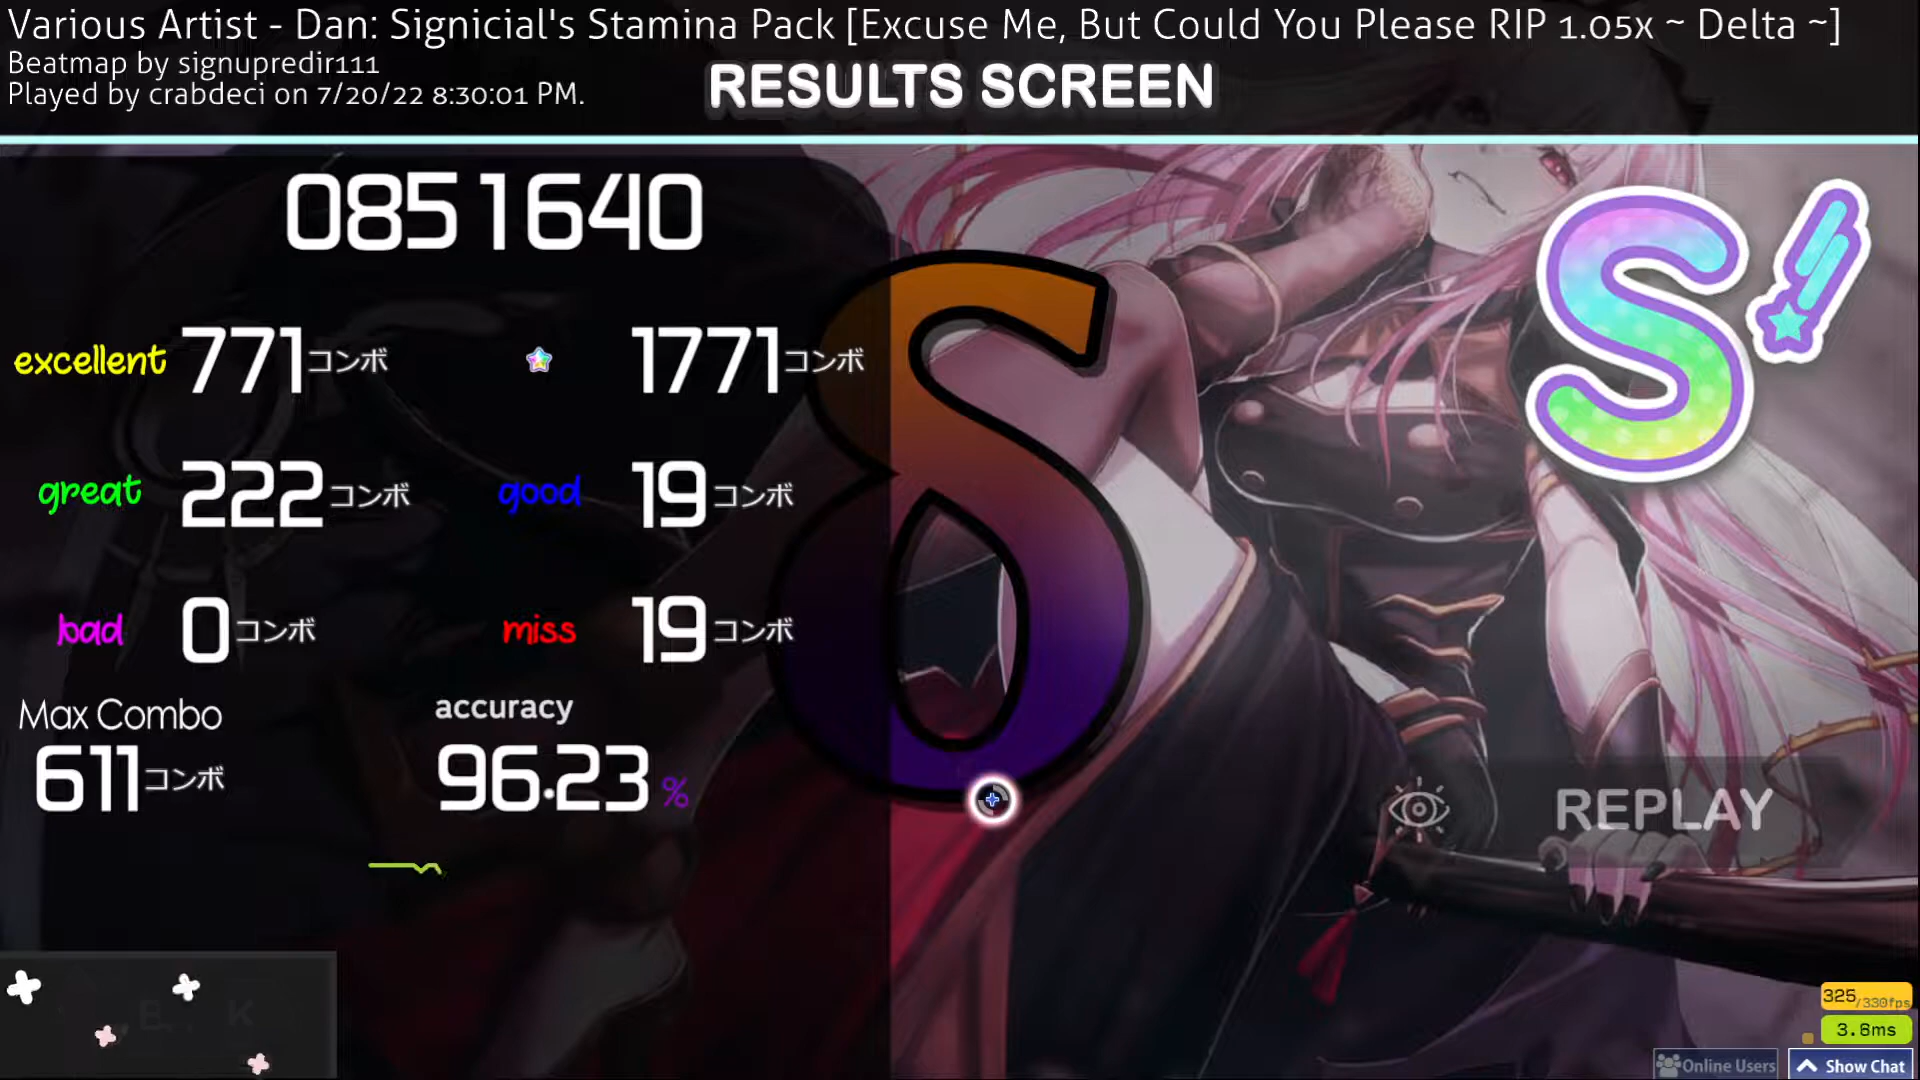 Various Artist - Dan: Signicial's Stamina Pack [Excuse Me, But Could You Please RIP 1.05x ~ Delta ~]
Beatmap by signupredir111
Played by crabdeci on 7/20/22 8:30:01 PM.
RESULTS SCREEN
0851640
excellent 771コンボ 1771コンボ
great 222コンボ good 19コンボ
bad 0コンボ miss 19コンボ
Max Combo accuracy
611コンボ 96.23 %
S
δ
REPLAY
325/330fps
3.8ms
Online Users Show Chat